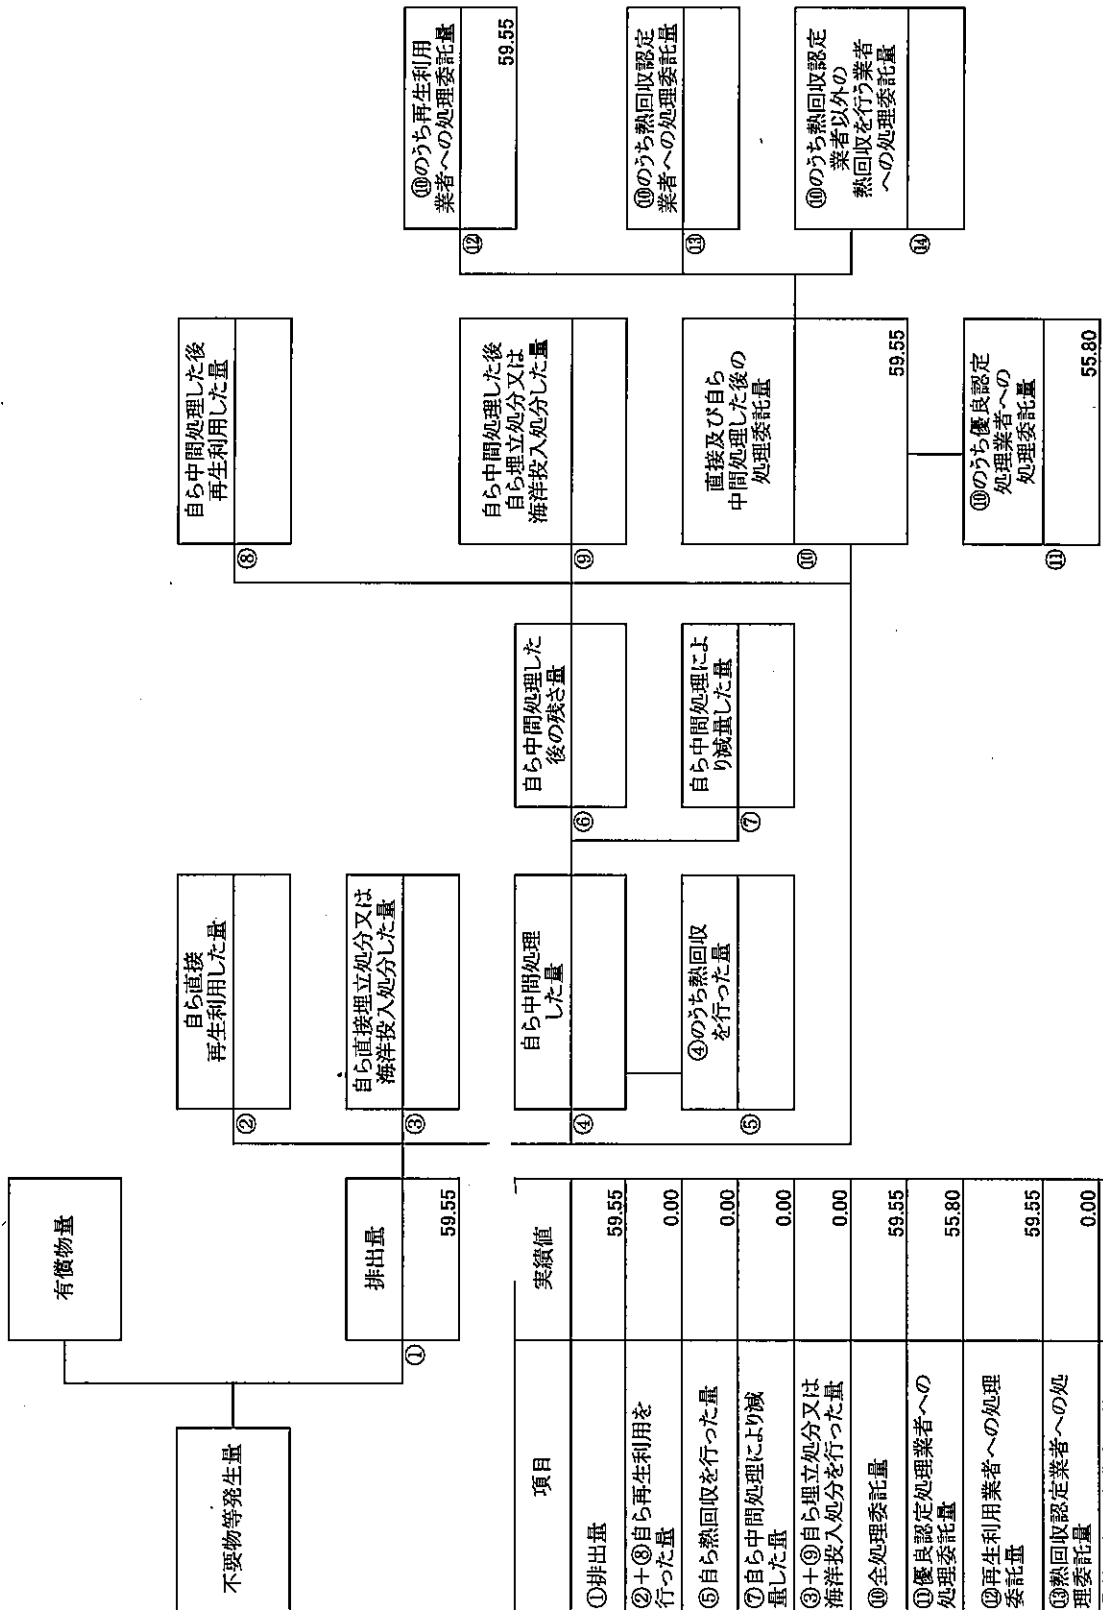 不要物等発生量
有償物量
排出量
①
59.55
自ら直接
再生利用した量
②
自ら直接埋立処分又は
海洋投入処分した量
③
自ら中間処理
した量
④
④のうち熱回収
を行った量
⑤
自ら中間処理した
後の残さ量
⑥
自ら中間処理によ
り減量した量
⑦
自ら中間処理した後
再生利用した量
⑧
自ら中間処理した後
自ら埋立処分又は
海洋投入処分した量
⑨
直接及び自ら
中間処理した後の
処理委託量
⑩
59.55
⑩のうち優良認定
処理業者への
処理委託量
⑪
55.80
⑩のうち再生利用
業者への処理委託量
⑫
59.55
⑩のうち熱回収認定
業者への処理委託量
⑬
⑩のうち熱回収認定
業者以外の
熱回収を行う業者
への処理委託量
⑭
項目
実績値
①排出量
59.55
②+⑧自ら再生利用を
行った量
0.00
⑤自ら熱回収を行った量
0.00
⑦自ら中間処理により減
量した量
0.00
③+⑨自ら埋立処分又は
海洋投入処分を行った量
0.00
⑩全処理委託量
59.55
⑪優良認定処理業者への
処理委託量
55.80
⑫再生利用業者への処理
委託量
59.55
⑬熱回収認定業者への処
理委託量
0.00